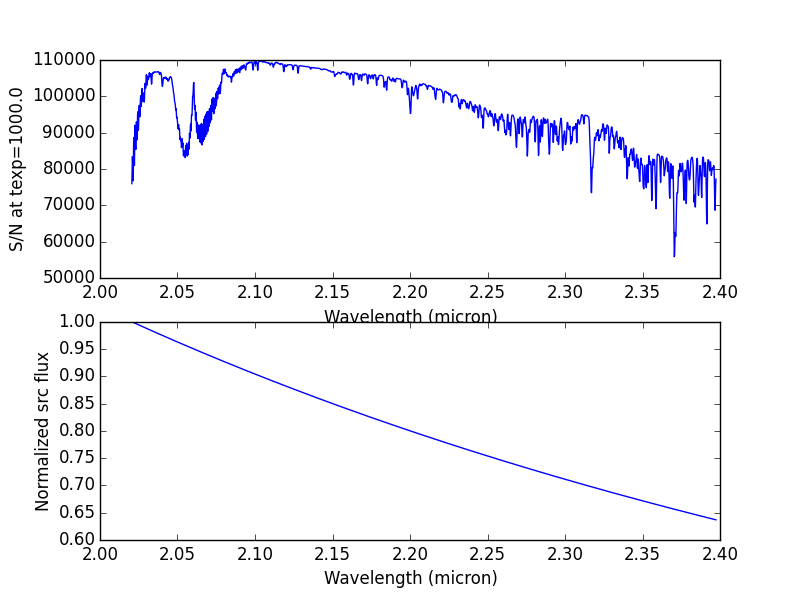 110000
100000
90000
80000
70000
60000
50000
S/N at texp=1000.0
2.00 2.05 2.10 2.15 2.20 2.25 2.30 2.35 2.40
Wavelength (micron)
1.00
0.95
0.90
0.85
0.80
0.75
0.70
0.65
0.60
Normalized src flux
2.00 2.05 2.10 2.15 2.20 2.25 2.30 2.35 2.40
Wavelength (micron)